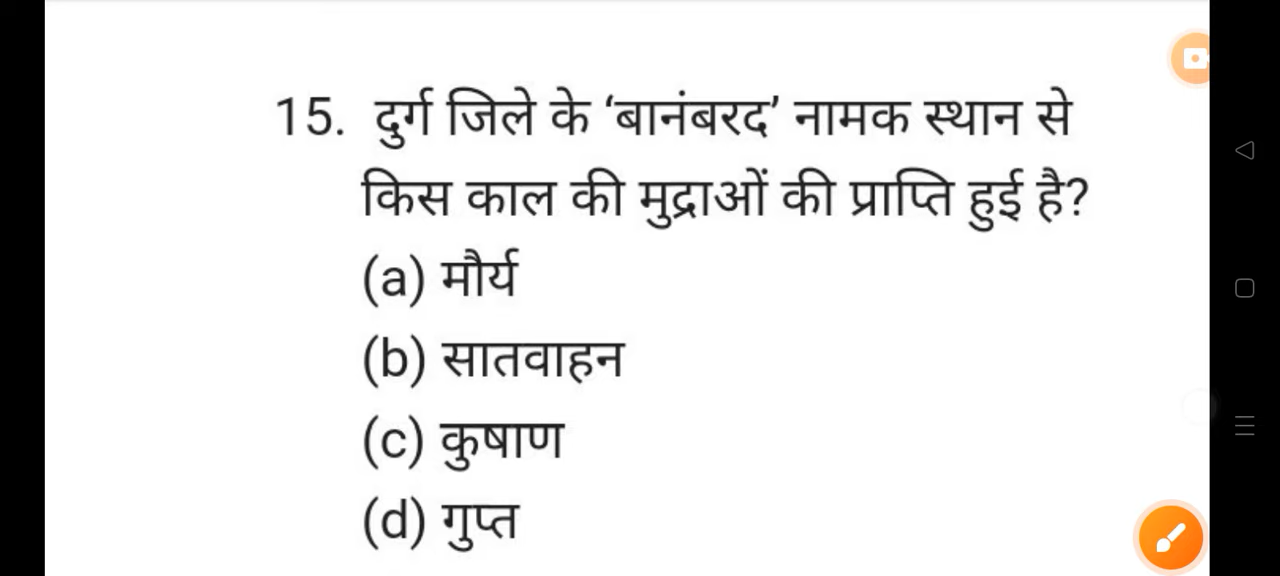 15. दुर्ग जिले के ‘बानंबरद’ नामक स्थान से
किस काल की मुद्राओं की प्राप्ति हुई है?
(a) मौर्य
(b) सातवाहन
(c) कुषाण
(d) गुप्त